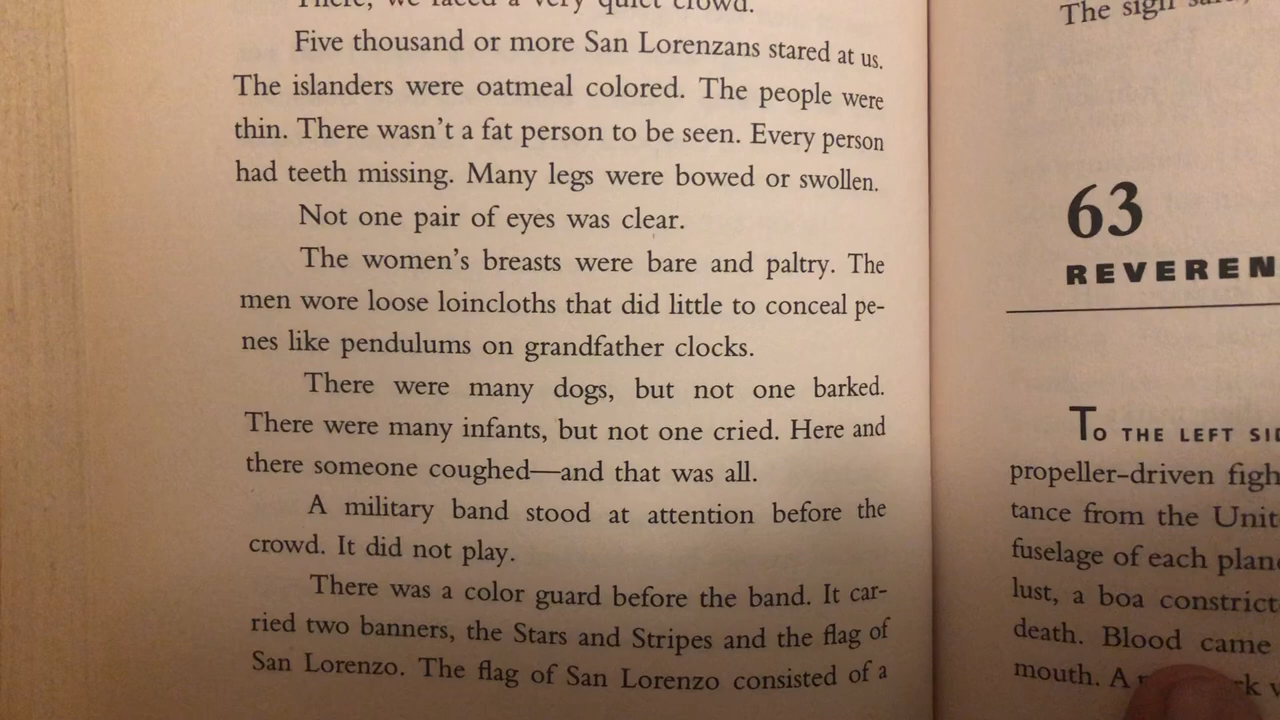 There, we faced a very quiet crowd.
Five thousand or more San Lorenzans stared at us.
The islanders were oatmeal colored. The people were
thin. There wasn't a fat person to be seen. Every person
had teeth missing. Many legs were bowed or swollen.
Not one pair of eyes was clear.
The women's breasts were bare and paltry. The
men wore loose loincloths that did little to conceal pe-
nes like pendulums on grandfather clocks.
There were many dogs, but not one barked.
There were many infants, but not one cried. Here and
there someone coughed—and that was all.
A military band stood at attention before the
crowd. It did not play.
There was a color guard before the band. It car-
ried two banners, the Stars and Stripes and the flag of
San Lorenzo. The flag of San Lorenzo consisted of a
The sign
63
REVEREN
TO THE LEFT SID
propeller-driven figh
tance from the Unit
fuselage of each plan
lust, a boa constrict
death. Blood came
mouth. A